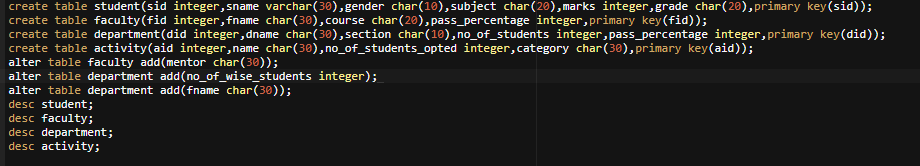 create table student(sid integer,sname varchar(30),gender char(10),subject char(20),marks integer,grade char(20),primary key(sid));
create table faculty(fid integer,fname char(30),course char(20),pass_percentage integer,primary key(fid));
create table department(did integer,dname char(30),section char(10),no_of_students integer,pass_percentage integer,primary key(did));
create table activity(aid integer,name char(30),no_of_students_opted integer,category char(30),primary key(aid));
alter table faculty add(mentor char(30));
alter table department add(no_of_wise_students integer);
alter table department add(fname char(30));
desc student;
desc faculty;
desc department;
desc activity;